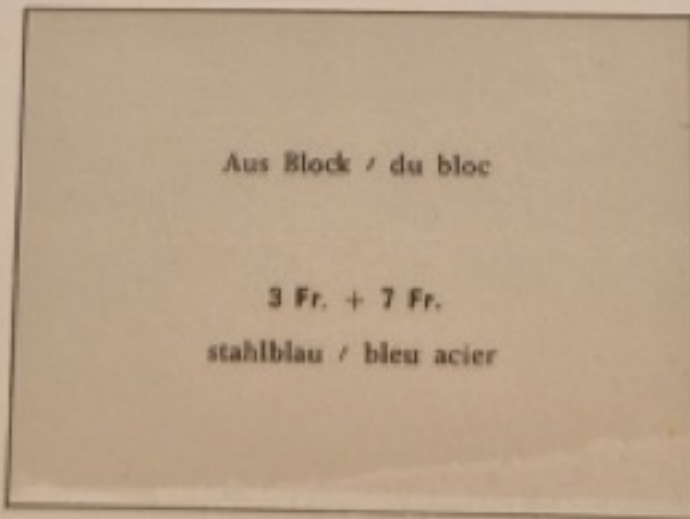 Aus Block / du bloc
3 Fr. + 7 Fr.
stahlblau / bleu acier